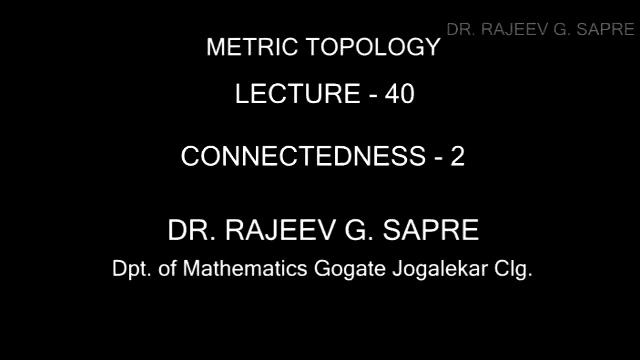 DR. RAJEEV G. SAPRE
METRIC TOPOLOGY
LECTURE - 40
CONNECTEDNESS - 2
DR. RAJEEV G. SAPRE
Dpt. of Mathematics Gogate Jogalekar Clg.